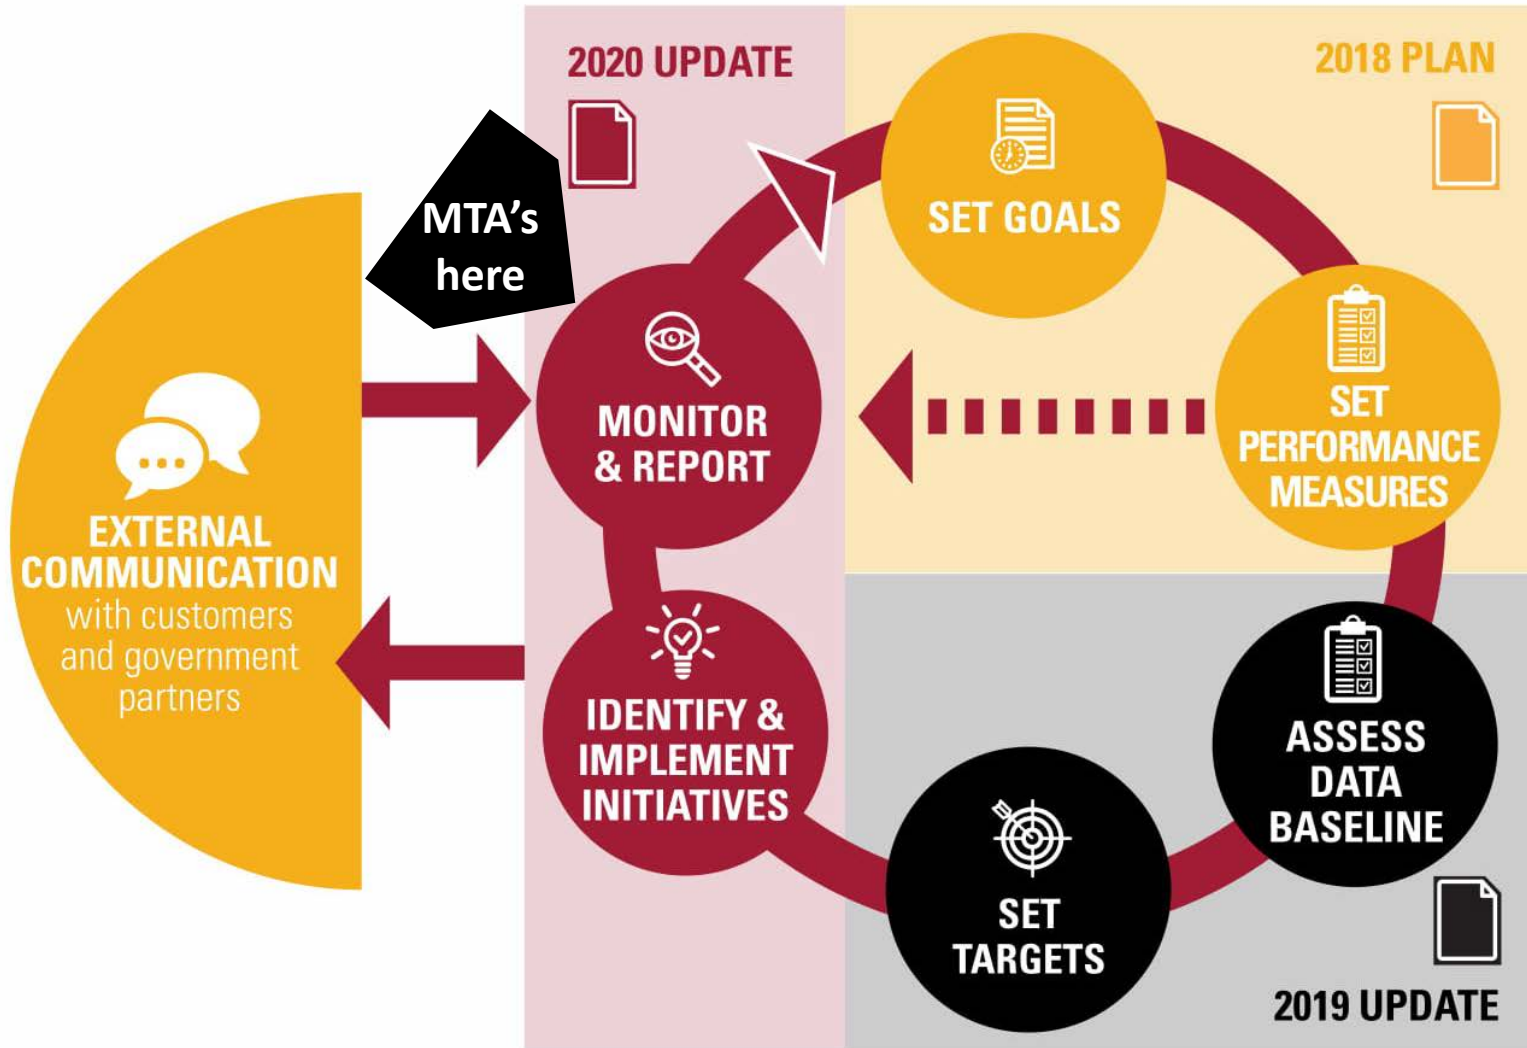 2020 UPDATE
2018 PLAN
MTA's
here
SET GOALS
MONITOR
& REPORT
SET
PERFORMANCE
MEASURES
EXTERNAL
COMMUNICATION
with customers
and government
partners
IDENTIFY &
IMPLEMENT
INITIATIVES
ASSESS
DATA
BASELINE
SET
TARGETS
2019 UPDATE